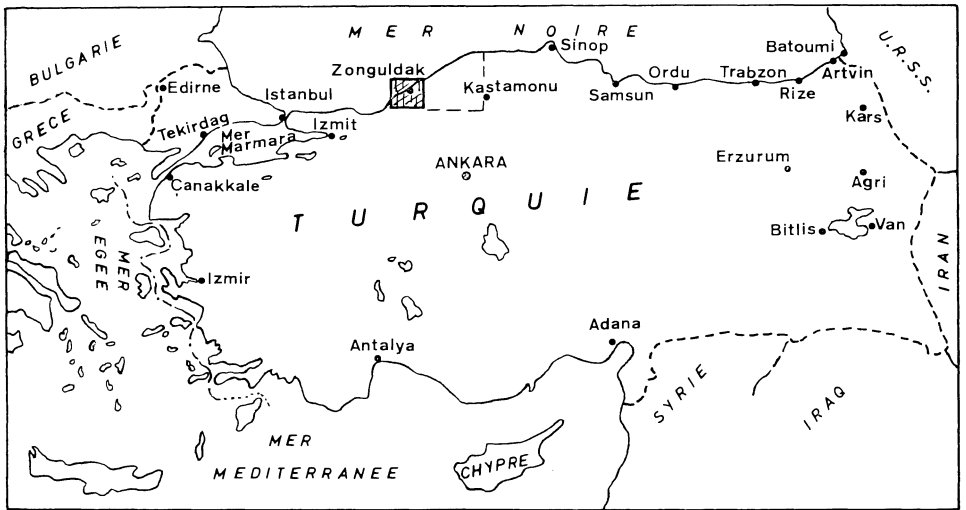 MER NOIRE
BULGARIE
U.R.S.S.
Sinop
Batoumi
Zonguldak
Edirne
Istanbul
Kastamonu
Samsun
Ordu
Trabzon
Rize
Artvin
GRECE
Tekirdag
Mer
Marmara
Izmit
Kars
ANKARA
Erzurum
Canakkale
Agri
TURQUIE
Bitlis
Van
MER
EGEE
IRAN
Izmir
Adana
Antalya
SYRIE
IRAQ
MER
MEDITERRANEE
CHYPRE